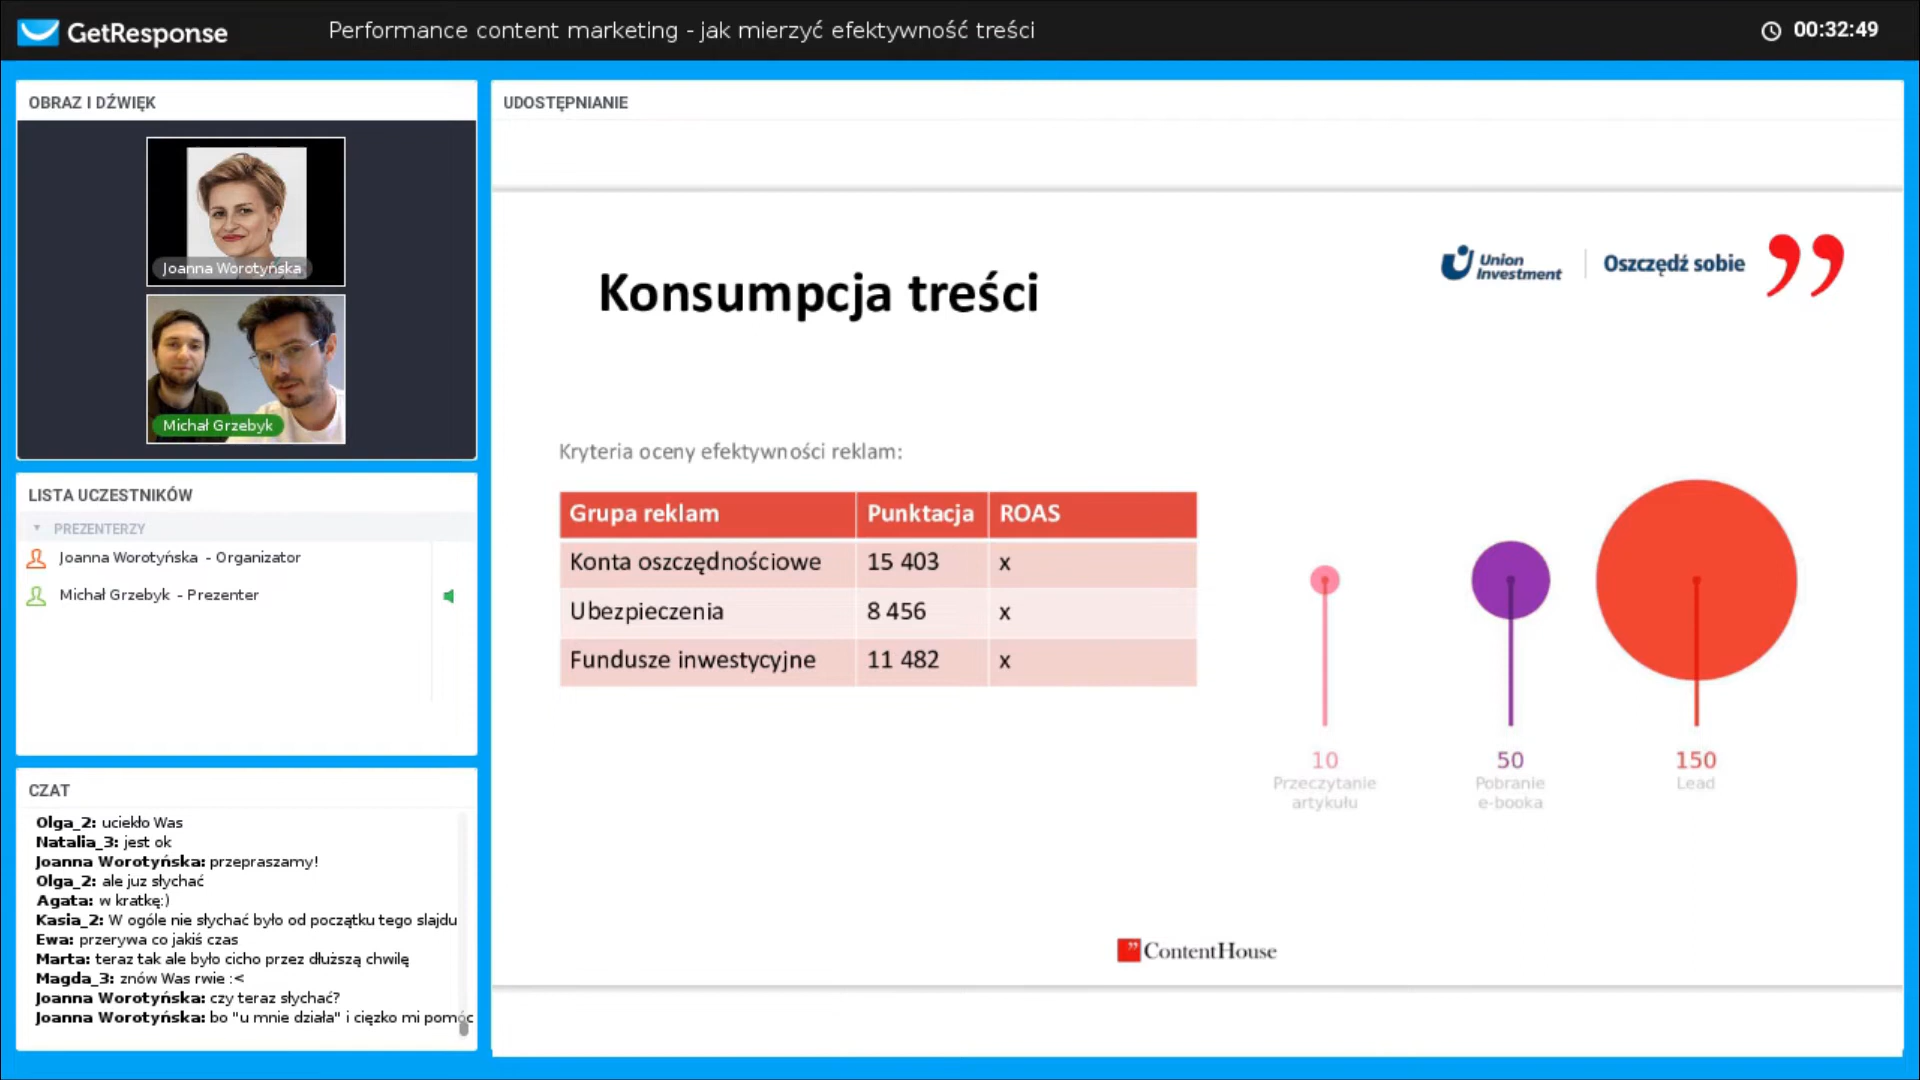 GetResponse
Performance content marketing - jak mierzyć efektywność treści
00:32:49
OBRAZ I DŹWIĘK
Joanna Worotyńska
Michał Grzebyk
LISTA UCZESTNIKÓW
PREZENTERZY
Joanna Worotyńska - Organizator
Michał Grzebyk - Prezenter
CZAT
Olga_2: uciekło Was
Natalia_3: jest ok
Joanna Worotyńska: przepraszamy!
Olga_2: ale juz słychać
Agata: w kratkę:)
Kasia_2: W ogóle nie słychać było od początku tego slajdu
Ewa: przerywa co jakiś czas
Marta: teraz tak ale było cicho przez dłuższą chwilę
Magda_3: znów Was rwie :<
Joanna Worotyńska: czy teraz słychać?
Joanna Worotyńska: bo "u mnie działa" i cięzko mi pomóc
UDOSTĘPNIANIE
Union Investment
Oszczędź sobie
Konsumpcja treści
Kryteria oceny efektywności reklam:
Grupa reklam Punktacja ROAS
Konta oszczędnościowe 15 403 x
Ubezpieczenia 8 456 x
Fundusze inwestycyjne 11 482 x
10
Przeczytanie
artykułu
50
Pobranie
e-booka
150
Lead
ContentHouse